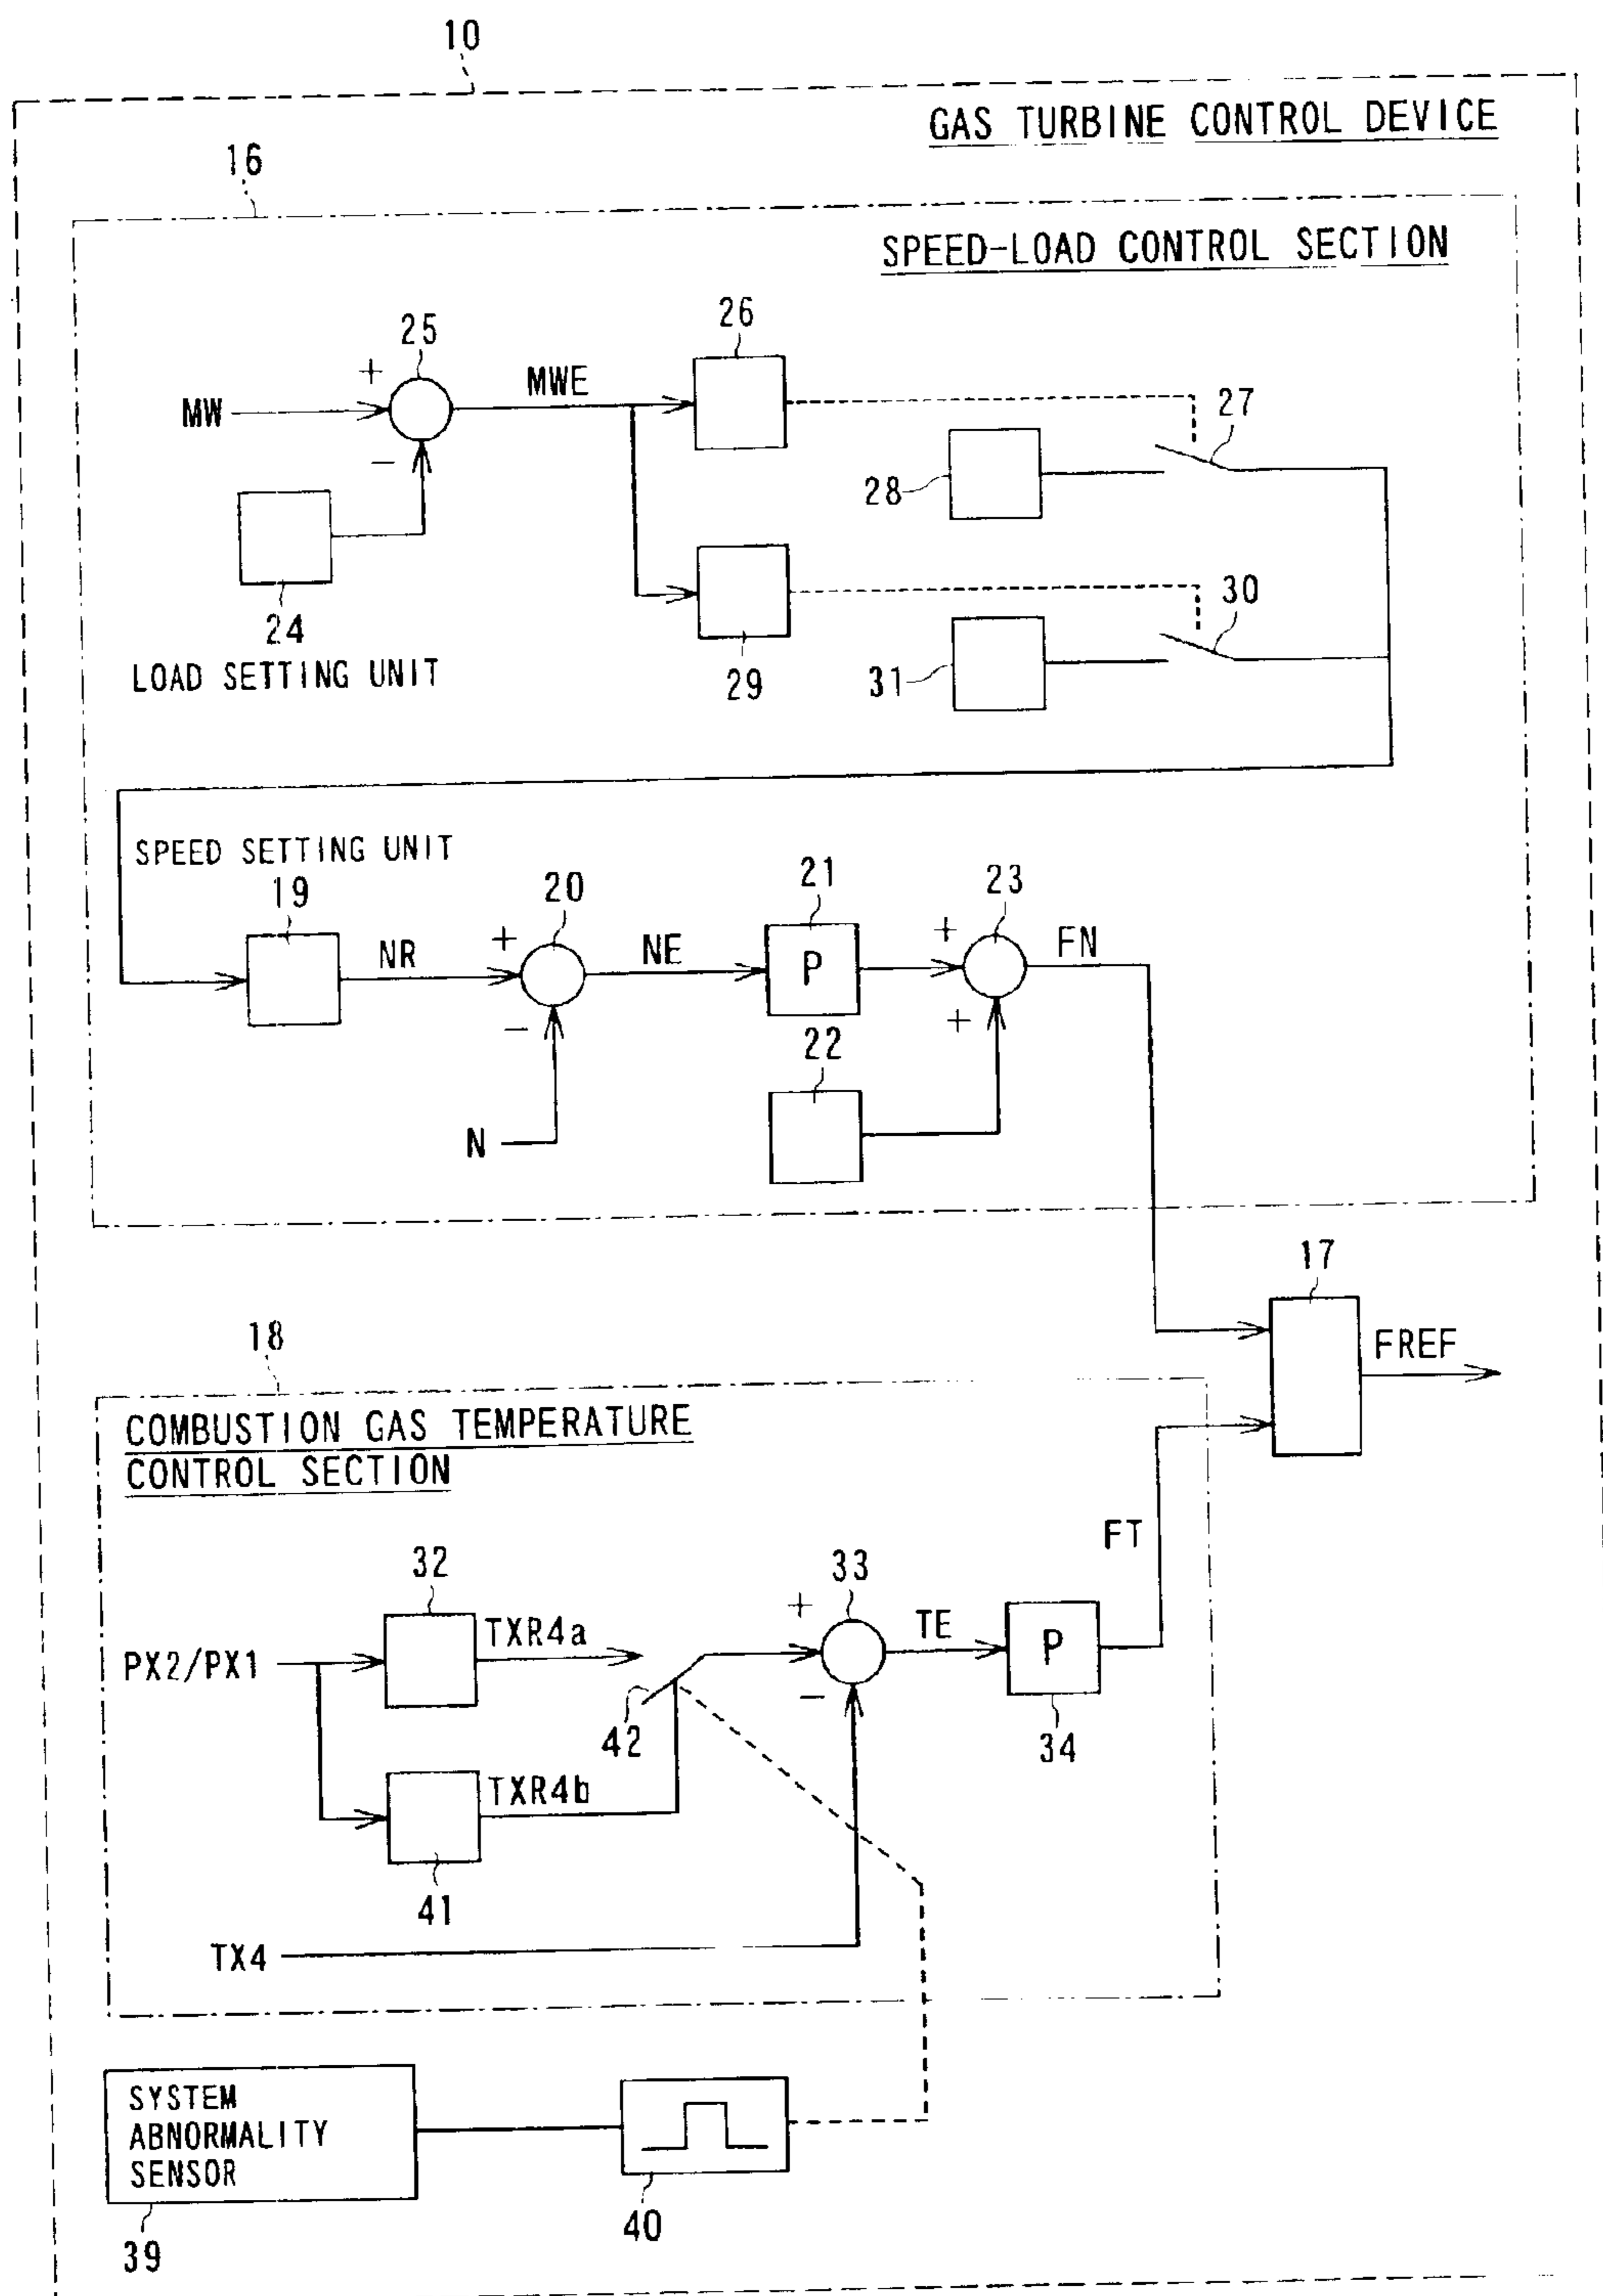 10
GAS TURBINE CONTROL DEVICE
16
SPEED-LOAD CONTROL SECTION
25
26
+
MWE
27
MW
−
28
24
30
LOAD SETTING UNIT
29
31
SPEED SETTING UNIT
19
20
21
23
NR
+
NE
P
+
FN
−
+
22
N
17
18
FREF
COMBUSTION GAS TEMPERATURE
CONTROL SECTION
FT
32
33
+
TXR4a
TE
P
PX2/PX1
−
42
34
TXR4b
41
TX4
SYSTEM
ABNORMALITY
SENSOR
40
39